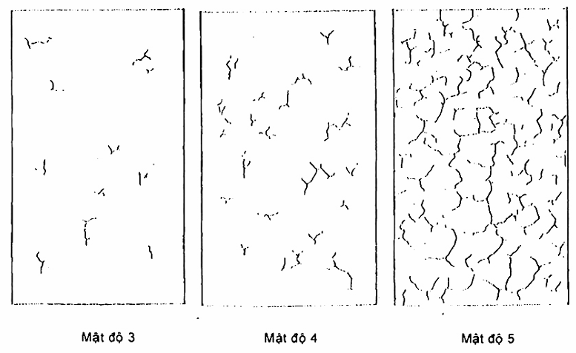 Mật độ 3
Mật độ 4
Mật độ 5